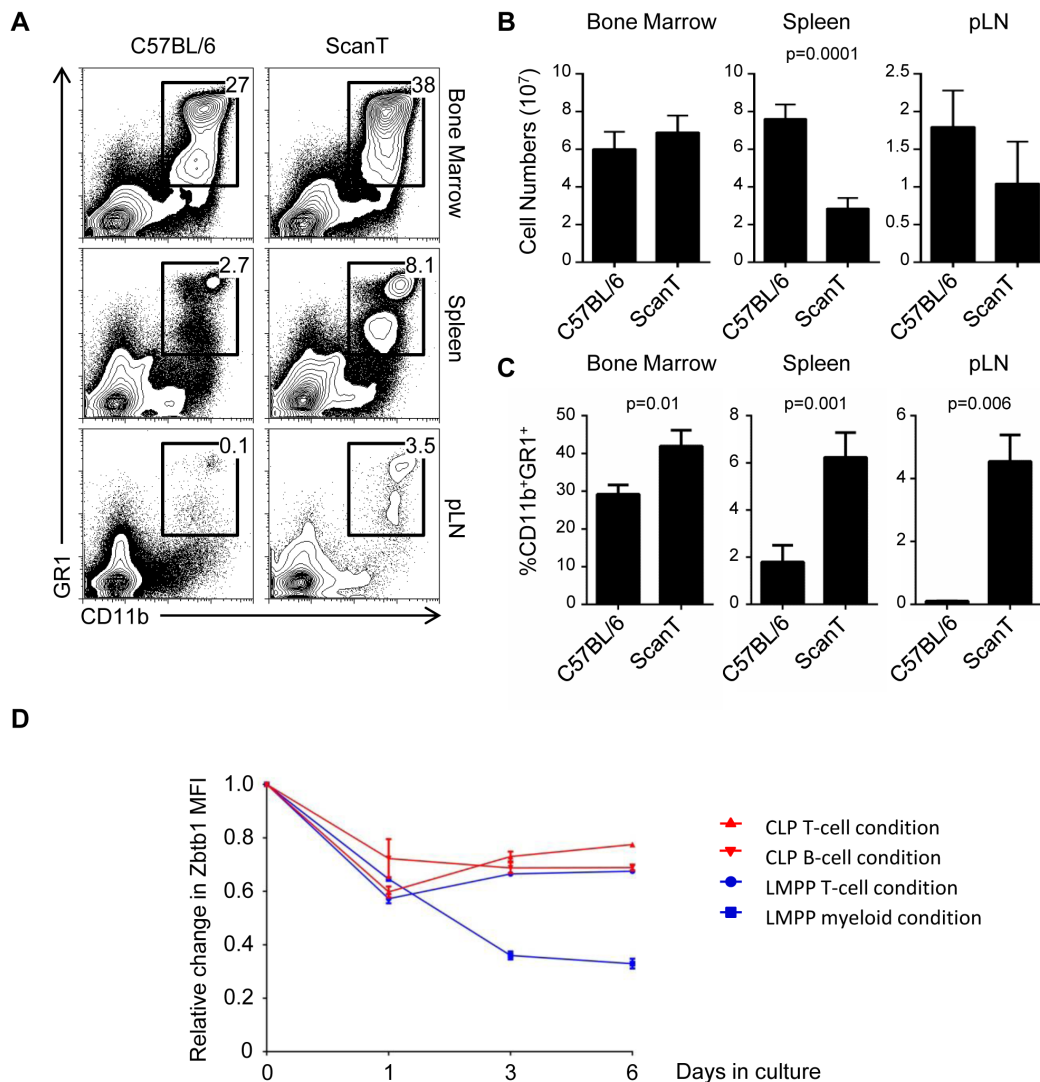 A
C57BL/6 ScanT
27 38
Bone Marrow
2.7 8.1
Spleen
0.1 3.5
pLN
GR1
CD11b
B
Bone Marrow Spleen pLN
p=0.0001
Cell Numbers (10⁷)
10 8 6 4 2 0
10 8 6 4 2 0
2.5 2 1.5 1 0.5 0
C57BL/6 ScanT C57BL/6 ScanT C57BL/6 ScanT
C
Bone Marrow Spleen pLN
p=0.01 p=0.001 p=0.006
%CD11b⁺GR1⁺
50 40 30 20 10 0
8 6 4 2 0
6 4 2 0
C57BL/6 ScanT C57BL/6 ScanT C57BL/6 ScanT
D
Relative change in Zbtb1 MFI
1.0
0.8
0.6
0.4
0.2
0
0 1 3 6 Days in culture
CLP T-cell condition
CLP B-cell condition
LMPP T-cell condition
LMPP myeloid condition